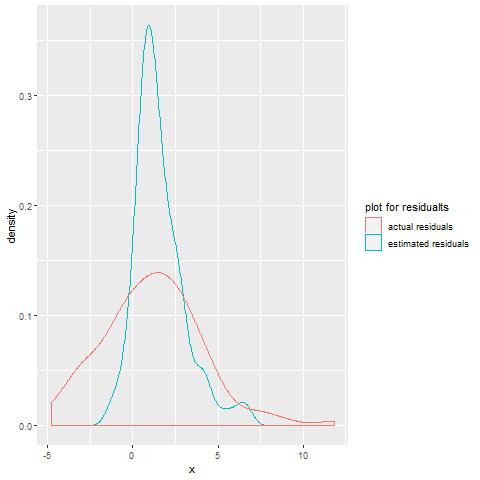 0.3
0.2
0.1
0.0
density
-5
0
5
10
x
plot for residualts
actual residuals
estimated residuals